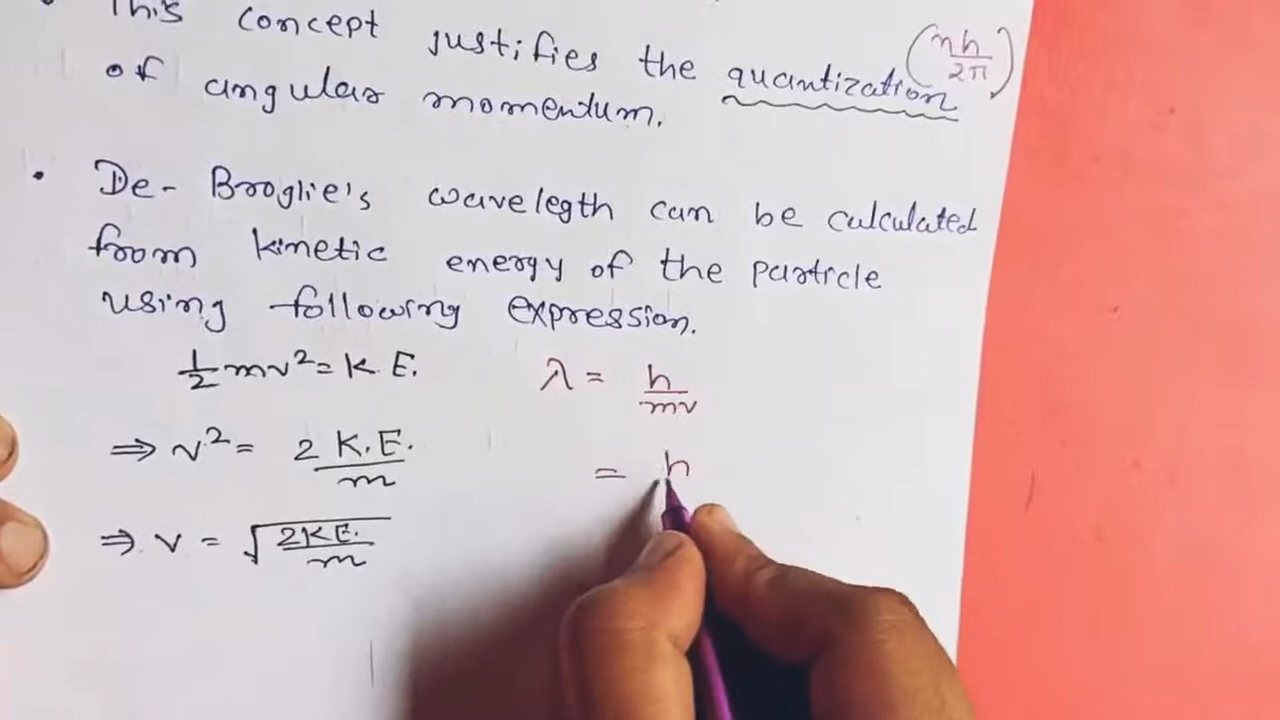 This concept justifies the quantization (nh/2π)
of angular momentum.
• De-Broglie's wavelegth can be calculated
from kinetic energy of the particle
using following expression.
1/2 mv² = K.E. λ = h/mv
⇒ v² = 2 K.E./m = h
⇒ v = √(2KE./m)